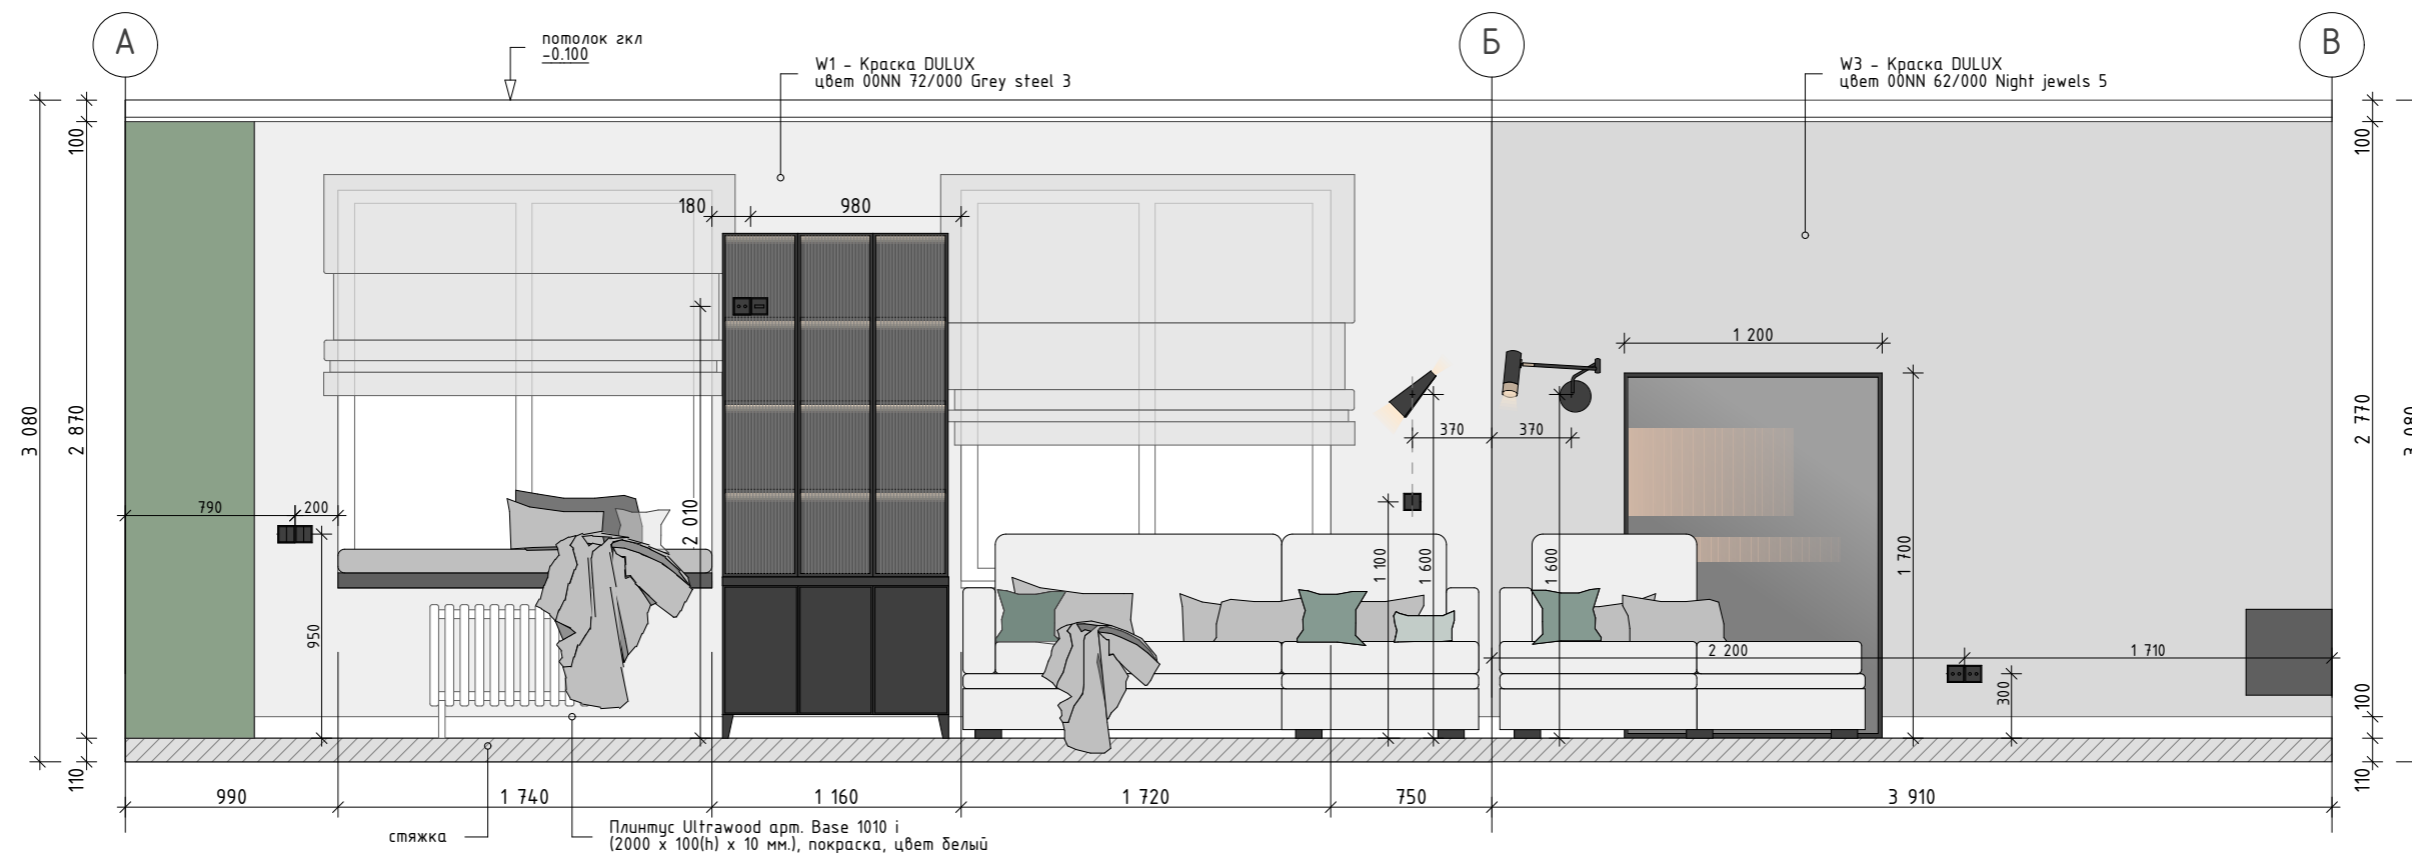 А
Б
В
потолок гкл
-0.100
W1 - Краска DULUX
цвет 00NN 72/000 Grey steel 3
W3 - Краска DULUX
цвет 00NN 62/000 Night jewels 5
100
100
180
980
1 200
3 080
2 870
370
370
2 770
3 080
790
200
2 010
1 100
1 600
1 600
1 700
950
2 200
1 710
300
100
110
110
990
1 740
1 160
1 720
750
3 910
стяжка
Плинтус Ultrawood арт. Base 1010 i
(2000 x 100(h) x 10 мм.), покраска, цвет белый